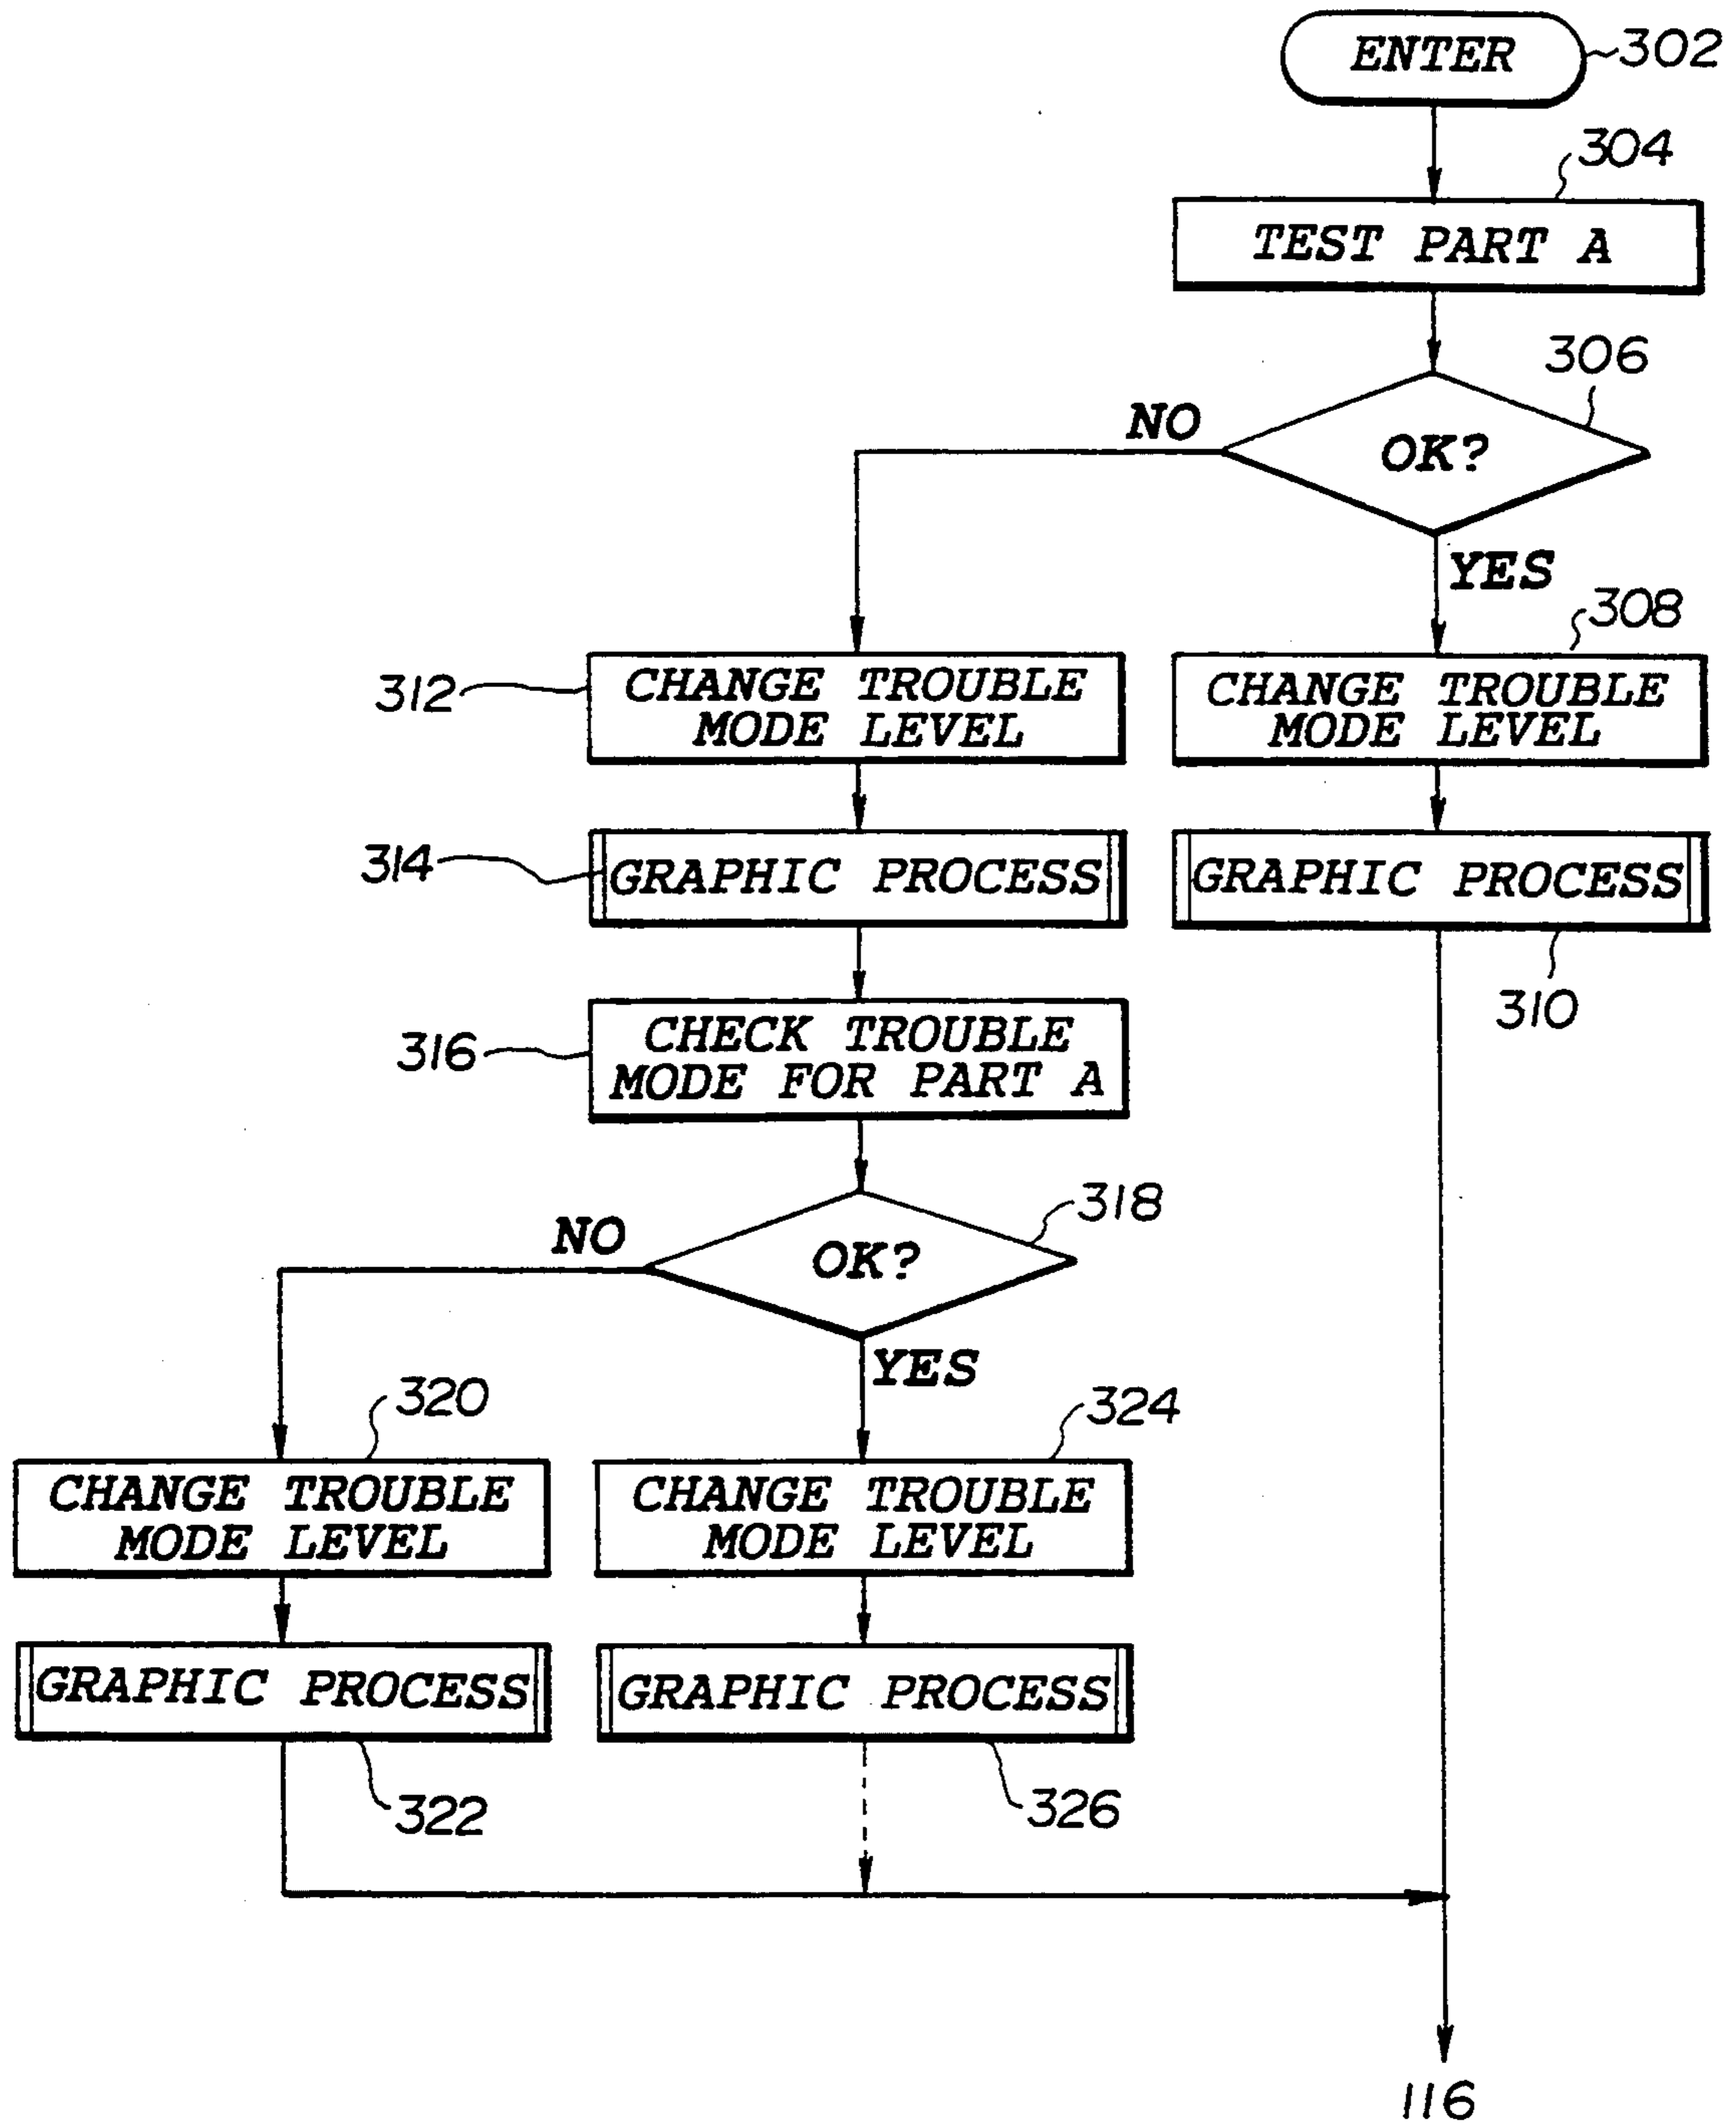 ENTER
302
304
TEST PART A
306
NO
OK?
YES
308
312
CHANGE TROUBLE
MODE LEVEL
CHANGE TROUBLE
MODE LEVEL
314
GRAPHIC PROCESS
GRAPHIC PROCESS
310
316
CHECK TROUBLE
MODE FOR PART A
318
NO
OK?
YES
320
324
CHANGE TROUBLE
MODE LEVEL
CHANGE TROUBLE
MODE LEVEL
GRAPHIC PROCESS
GRAPHIC PROCESS
322
326
116